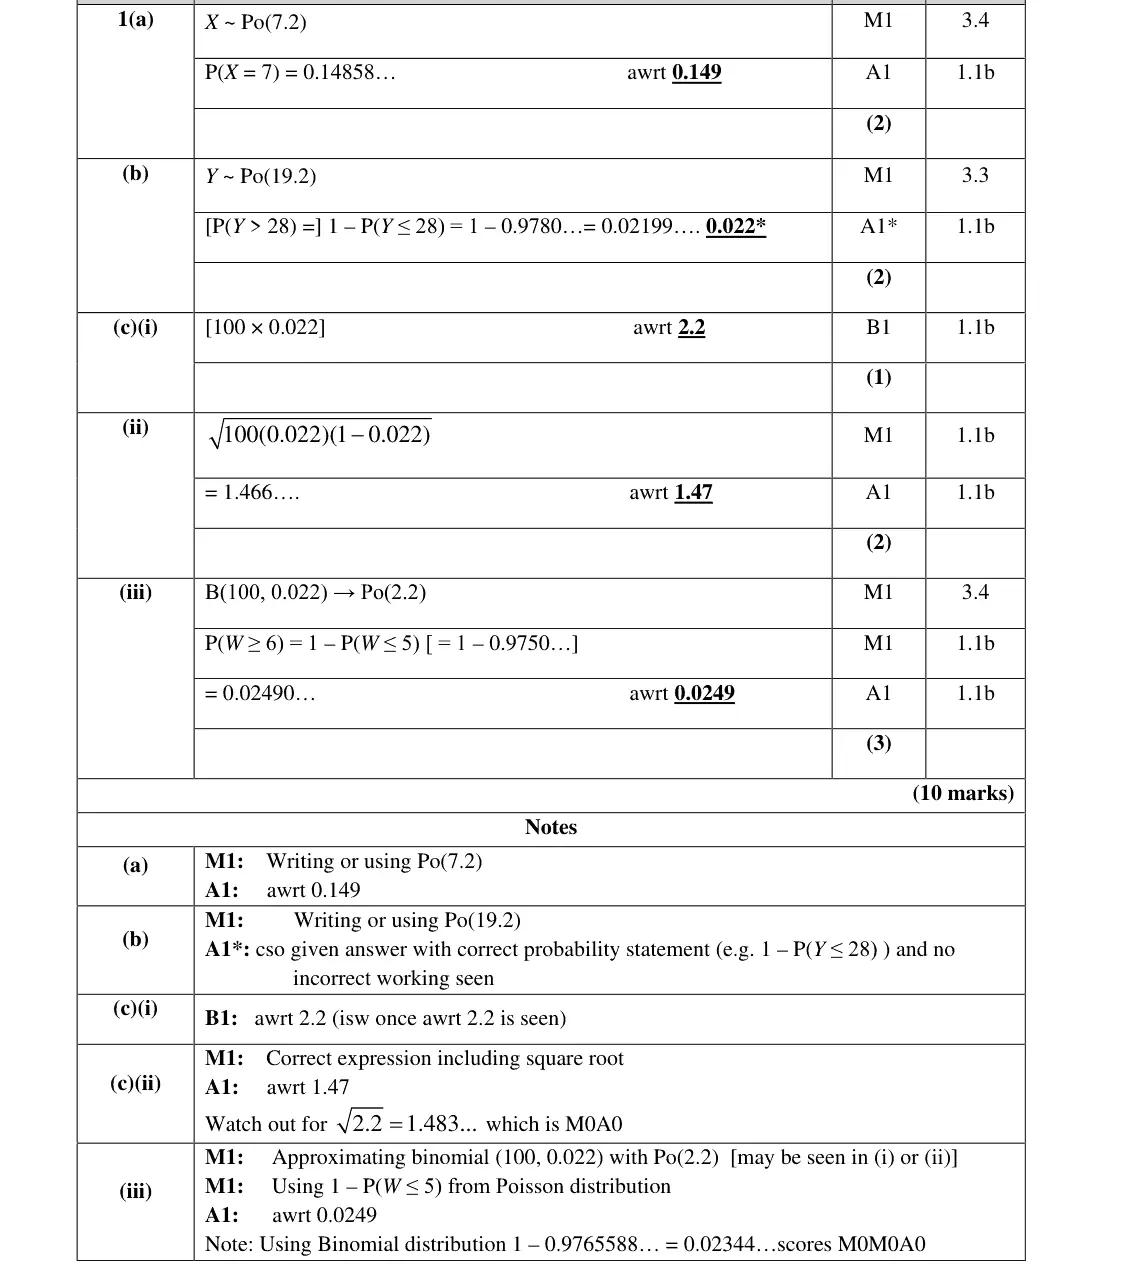 1(a) X ~ Po(7.2) M1 3.4
P(X = 7) = 0.14858… awrt 0.149 A1 1.1b
(2)
(b) Y ~ Po(19.2) M1 3.3
[P(Y > 28) =] 1 – P(Y ≤ 28) = 1 – 0.9780…= 0.02199…. 0.022* A1* 1.1b
(2)
(c)(i) [100 × 0.022] awrt 2.2 B1 1.1b
(1)
(ii) √100(0.022)(1 – 0.022) M1 1.1b
= 1.466…. awrt 1.47 A1 1.1b
(2)
(iii) B(100, 0.022) → Po(2.2) M1 3.4
P(W ≥ 6) = 1 – P(W ≤ 5) [ = 1 – 0.9750…] M1 1.1b
= 0.02490… awrt 0.0249 A1 1.1b
(3)
(10 marks)
Notes
(a) M1: Writing or using Po(7.2)
A1: awrt 0.149
(b) M1: Writing or using Po(19.2)
A1*: cso given answer with correct probability statement (e.g. 1 – P(Y ≤ 28) ) and no
incorrect working seen
(c)(i) B1: awrt 2.2 (isw once awrt 2.2 is seen)
(c)(ii) M1: Correct expression including square root
A1: awrt 1.47
Watch out for √2.2 = 1.483... which is M0A0
(iii) M1: Approximating binomial (100, 0.022) with Po(2.2) [may be seen in (i) or (ii)]
M1: Using 1 – P(W ≤ 5) from Poisson distribution
A1: awrt 0.0249
Note: Using Binomial distribution 1 – 0.9765588… = 0.02344…scores M0M0A0